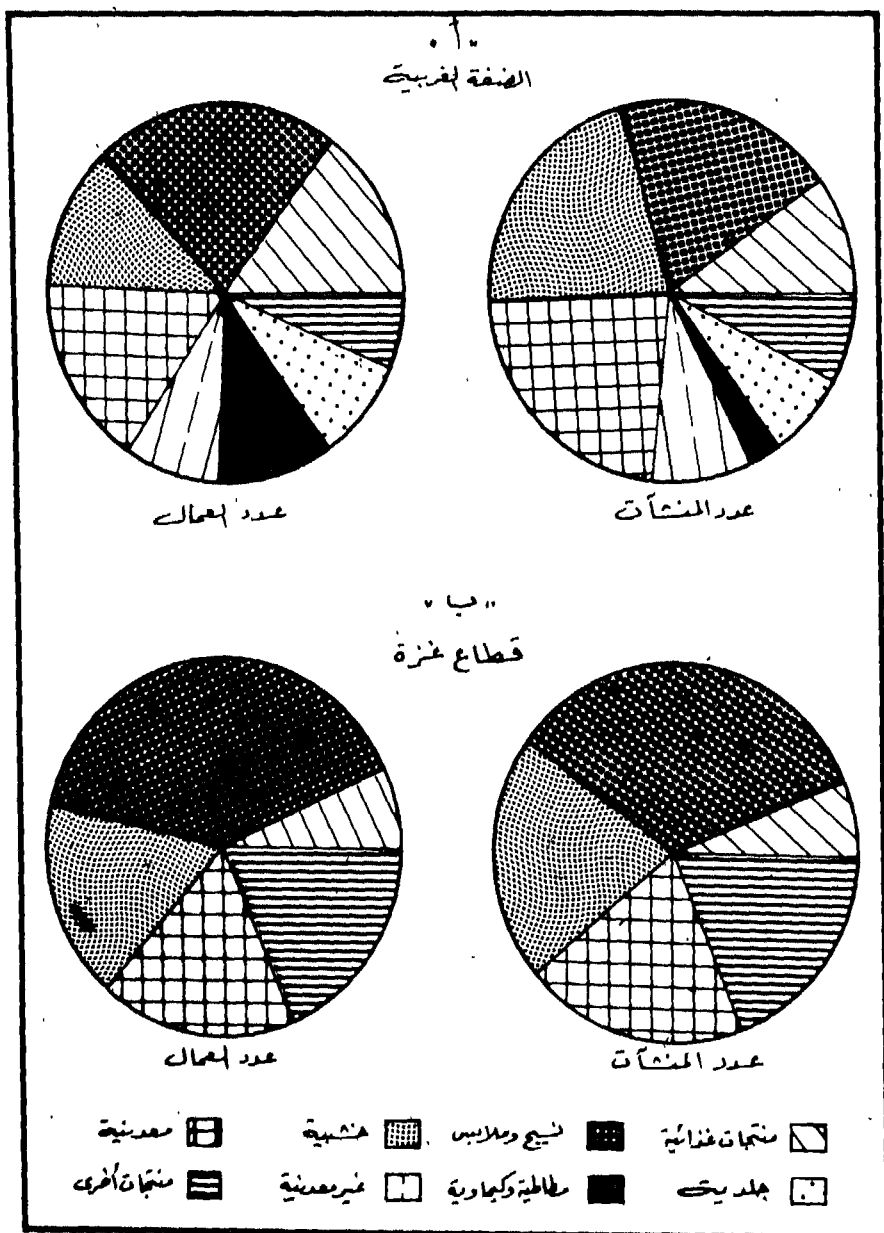 "أ"
الضفة الغربية
عدد المنشآت
عدد العمال
"ب"
قطاع غزة
عدد المنشآت
عدد العمال
منتجات غذائية
نسيج وملابس
خشبية
معدنية
جلدية
مطاطية وكيماوية
غير معدنية
منتجات أخرى